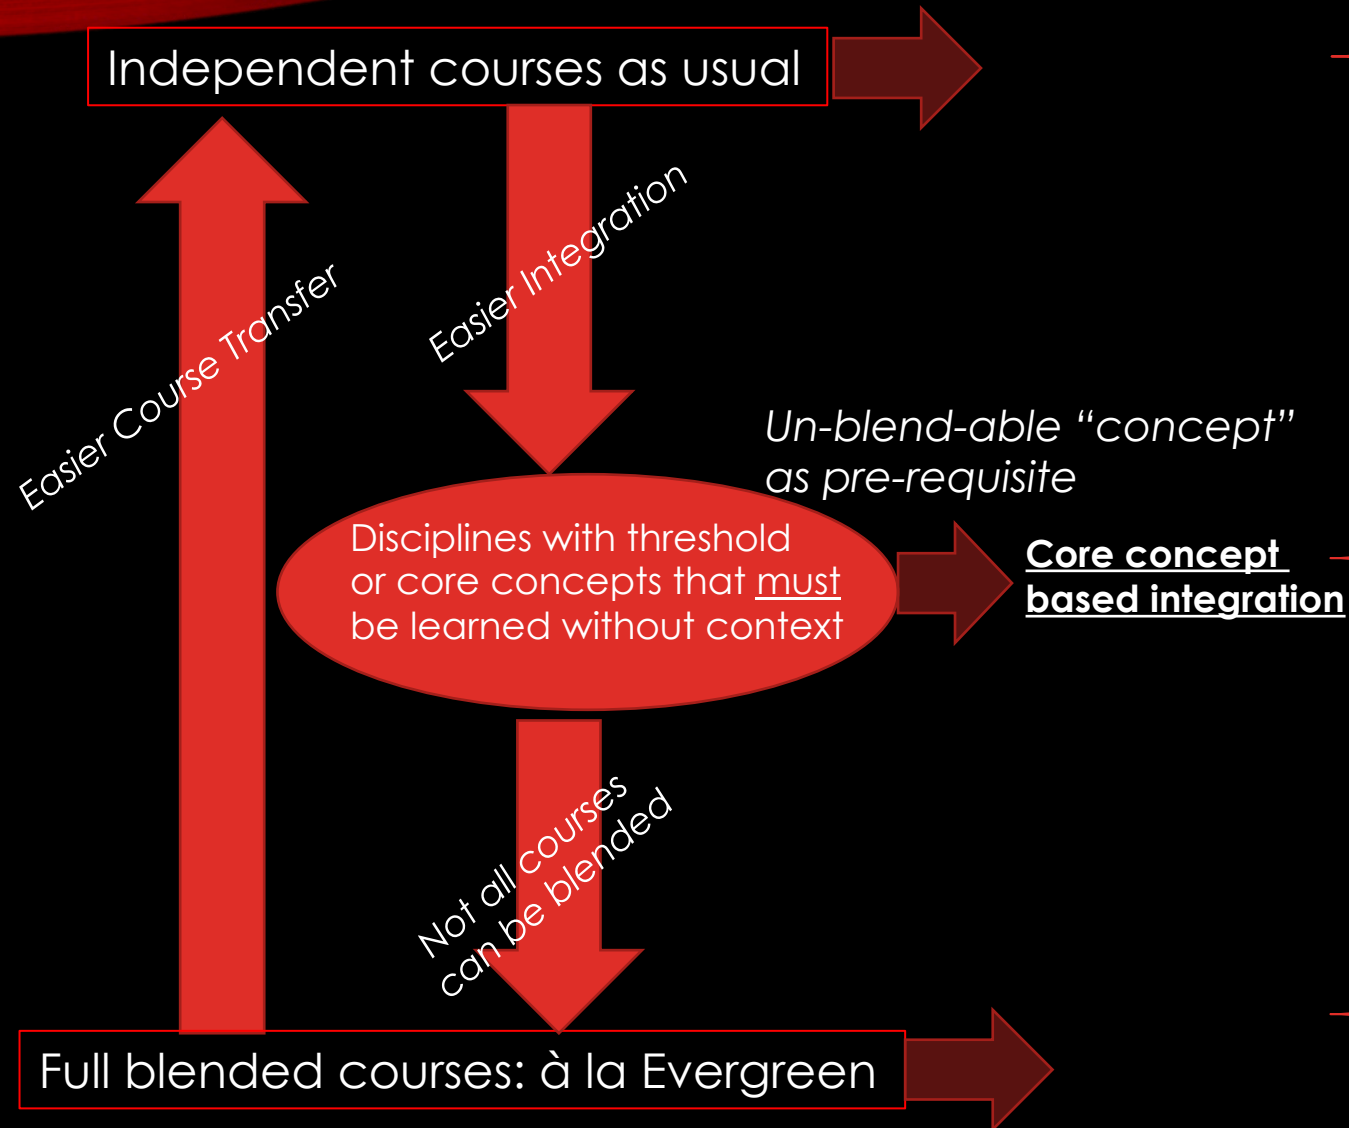 Independent courses as usual
Easier Integration
Easier Course Transfer
Un-blend-able “concept”
as pre-requisite
Disciplines with threshold
or core concepts that must
be learned without context
Core concept
based integration
Not all courses
can be blended
Full blended courses: à la Evergreen